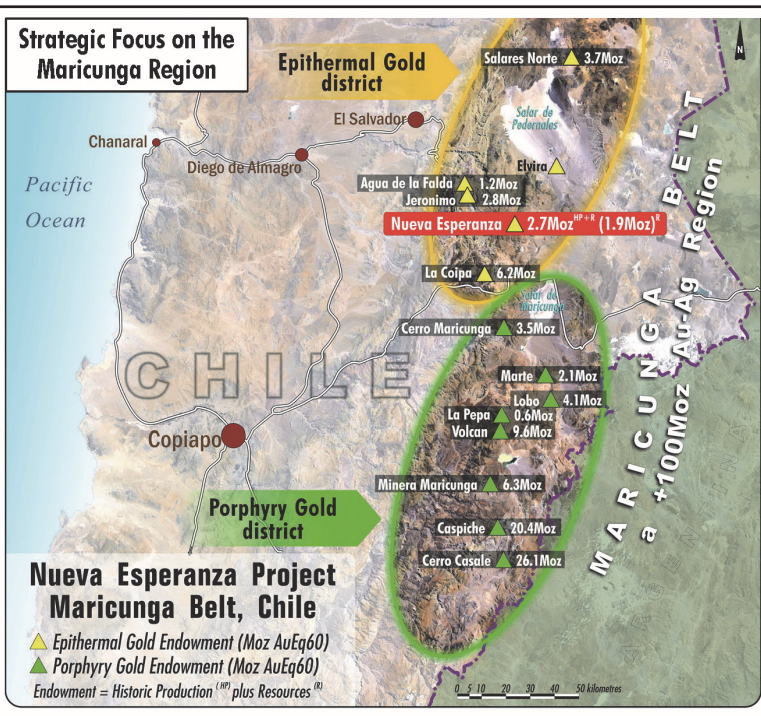 Strategic Focus on the
Maricunga Region
N
Epithermal Gold
district
Salares Norte 3.7Moz
Salar de
Pedernales
El Salvador
Chanaral
Diego de Almagro
Elvira
Pacific
Ocean
Agua de la Falda 1.2Moz
Jeronimo 2.8Moz
Nueva Esperanza 2.7Moz HP+R (1.9Moz) R
La Coipa 6.2Moz
Salar de
Maricunga
Cerro Maricunga 3.5Moz
CHILE
Marte 2.1Moz
Lobo 4.1Moz
La Pepa 0.6Moz
Volcan 9.6Moz
Copiapo
Minera Maricunga 6.3Moz
Porphyry Gold
district
Caspiche 20.4Moz
Cerro Casale 26.1Moz
MARICUNGA BELT
a +100Moz Au-Ag Region
Nueva Esperanza Project
Maricunga Belt, Chile
Epithermal Gold Endowment (Moz AuEq60)
Porphyry Gold Endowment (Moz AuEq60)
Endowment = Historic Production (HP) plus Resources (R)
0 5 10 20 30 40 50 kilometres